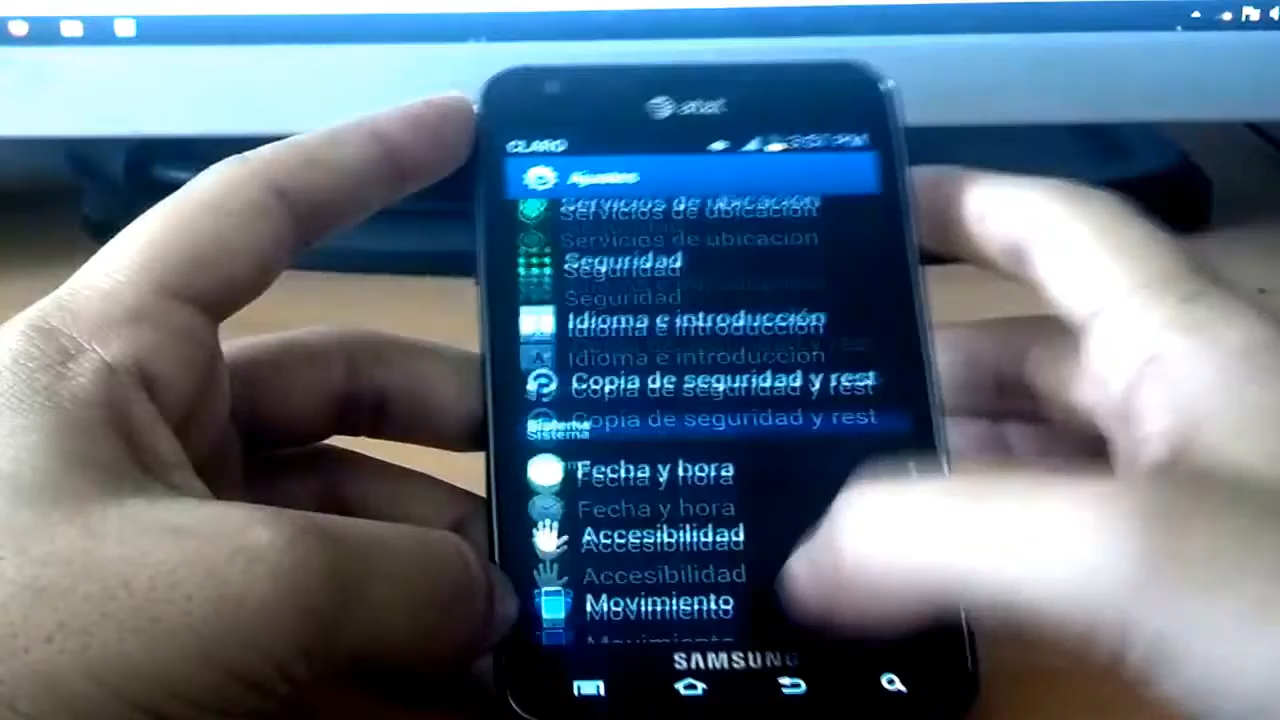 at&t
CLARO
Ajustes
Servicios de ubicación
Seguridad
Idioma e introducción
Copia de seguridad y rest
Sistema
Fecha y hora
Accesibilidad
Movimiento
SAMSUNG